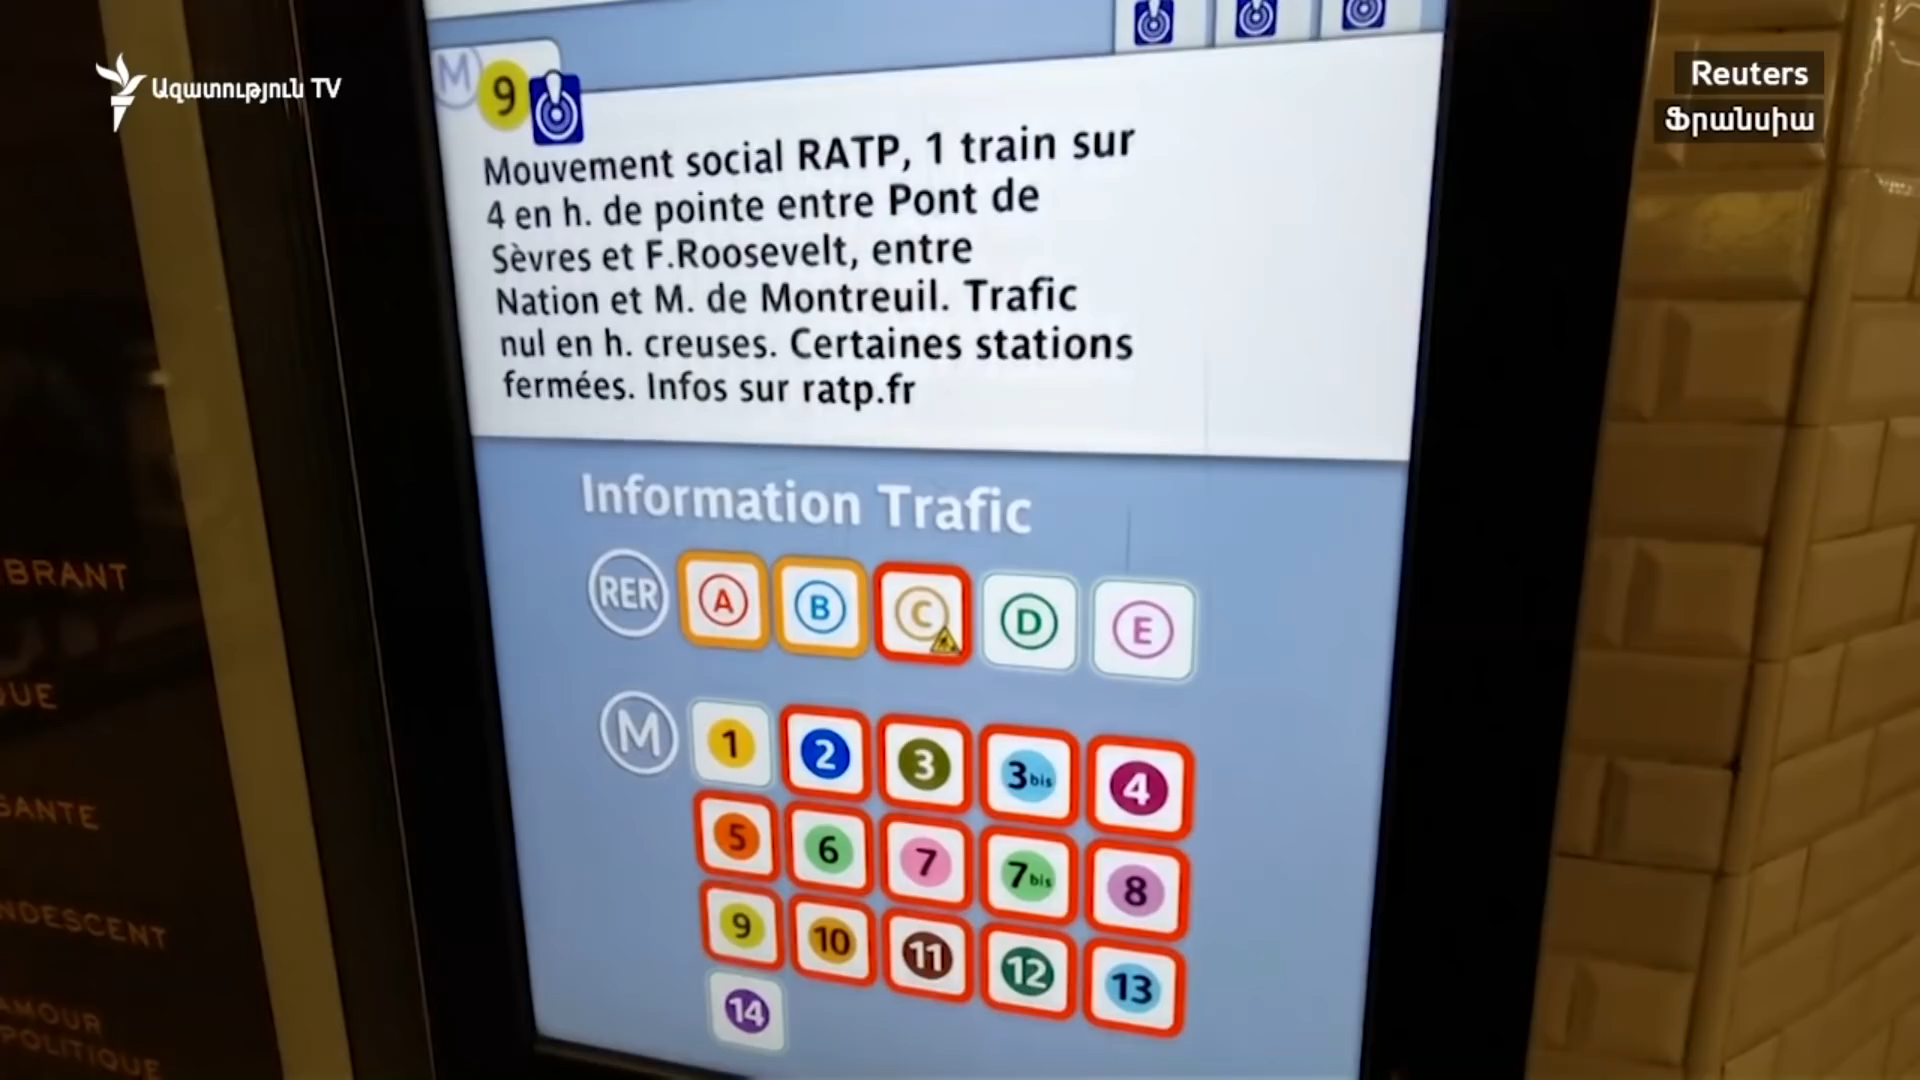 Ազատություն TV
Reuters
Ֆրանսիա
M 9
Mouvement social RATP, 1 train sur
4 en h. de pointe entre Pont de
Sèvres et F.Roosevelt, entre
Nation et M. de Montreuil. Trafic
nul en h. creuses. Certaines stations
fermées. Infos sur ratp.fr
Information Trafic
RER A B C D E
M 1 2 3 3bis 4
5 6 7 7bis 8
9 10 11 12 13
14
BRANT
QUE
SANTE
NDESCENT
AMOUR
POLITIQUE